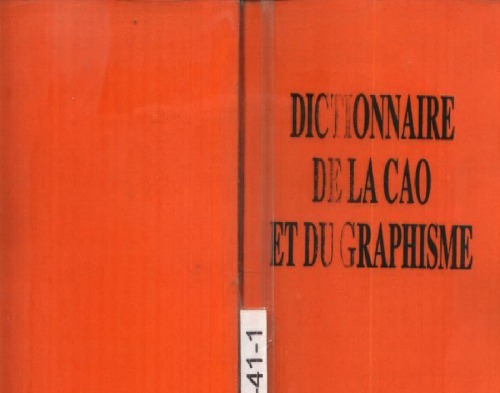 DICTIONNAIRE
DE LA CAO
ET DU GRAPHISME
-41-1